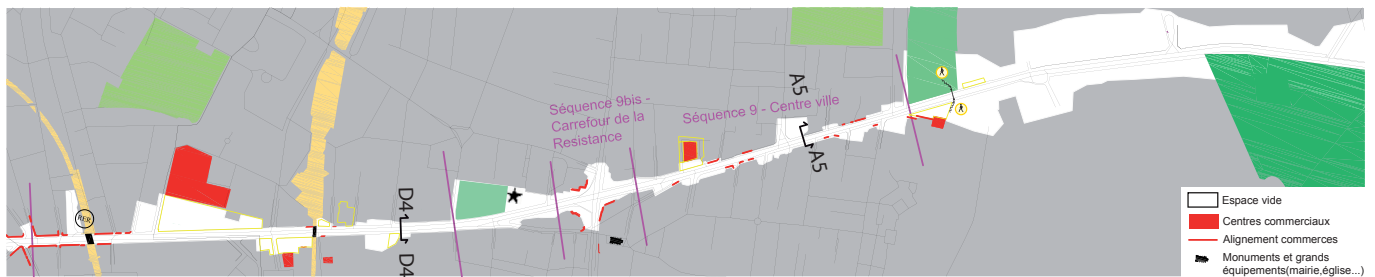 Séquence 9bis -
Carrefour de la
Resistance
Séquence 9 - Centre ville
A5
A5
D4
D4
RER
Espace vide
Centres commerciaux
Alignement commerces
Monuments et grands
équipements(mairie,église...)